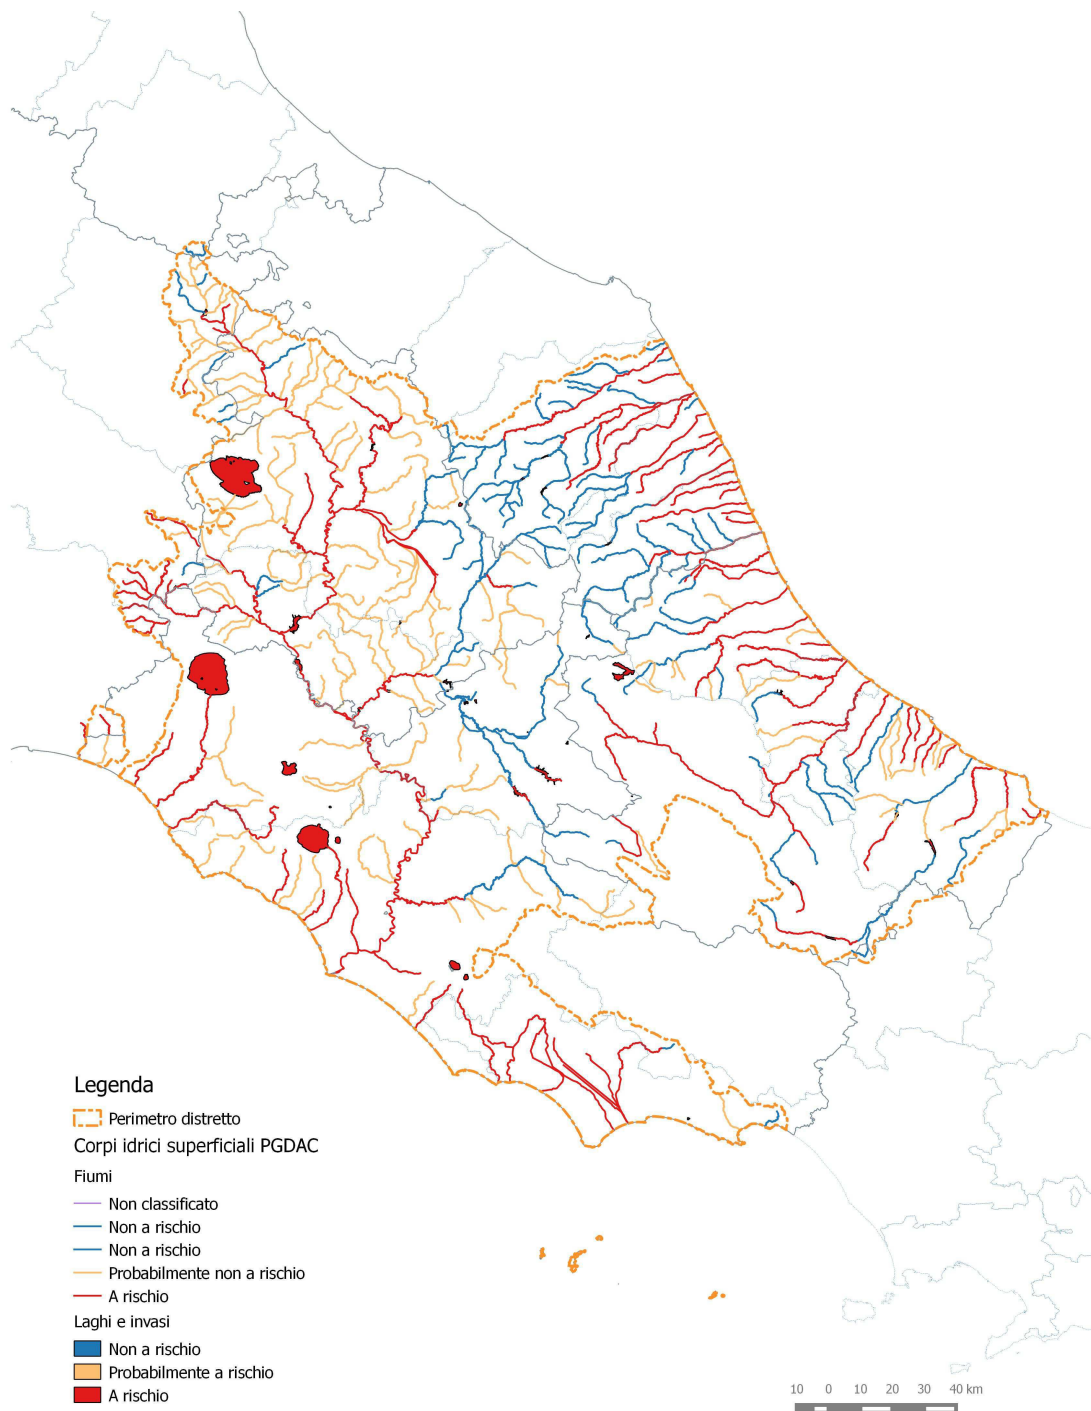 Legenda
Perimetro distretto
Corpi idrici superficiali PGDAC
Fiumi
Non classificato
Non a rischio
Non a rischio
Probabilmente non a rischio
A rischio
Laghi e invasi
Non a rischio
Probabilmente a rischio
A rischio
10 0 10 20 30 40 km